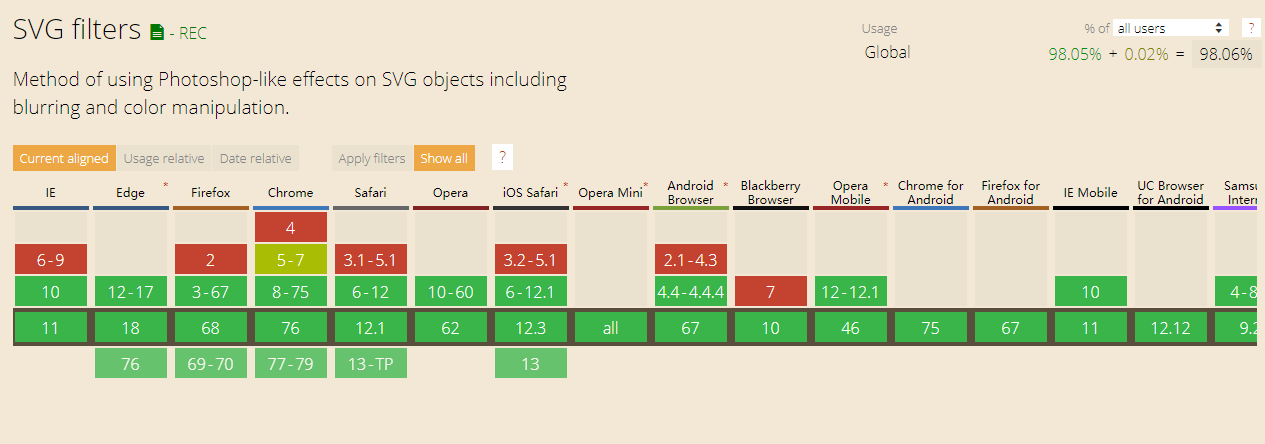 SVG filters - REC
Usage % of all users ?
Global 98.05% + 0.02% = 98.06%
Method of using Photoshop-like effects on SVG objects including
blurring and color manipulation.
Current aligned Usage relative Date relative Apply filters Show all ?
IE Edge * Firefox Chrome Safari Opera iOS Safari * Opera Mini * Android Browser * Blackberry Browser Opera Mobile * Chrome for Android Firefox for Android IE Mobile UC Browser for Android
4
6-9 2 5-7 3.1-5.1 3.2-5.1 2.1-4.3
10 12-17 3-67 8-75 6-12 10-60 6-12.1 4.4-4.4.4 7 12-12.1 10 4-8
11 18 68 76 12.1 62 12.3 all 67 10 46 75 67 11 12.12 9.2
76 69-70 77-79 13-TP 13